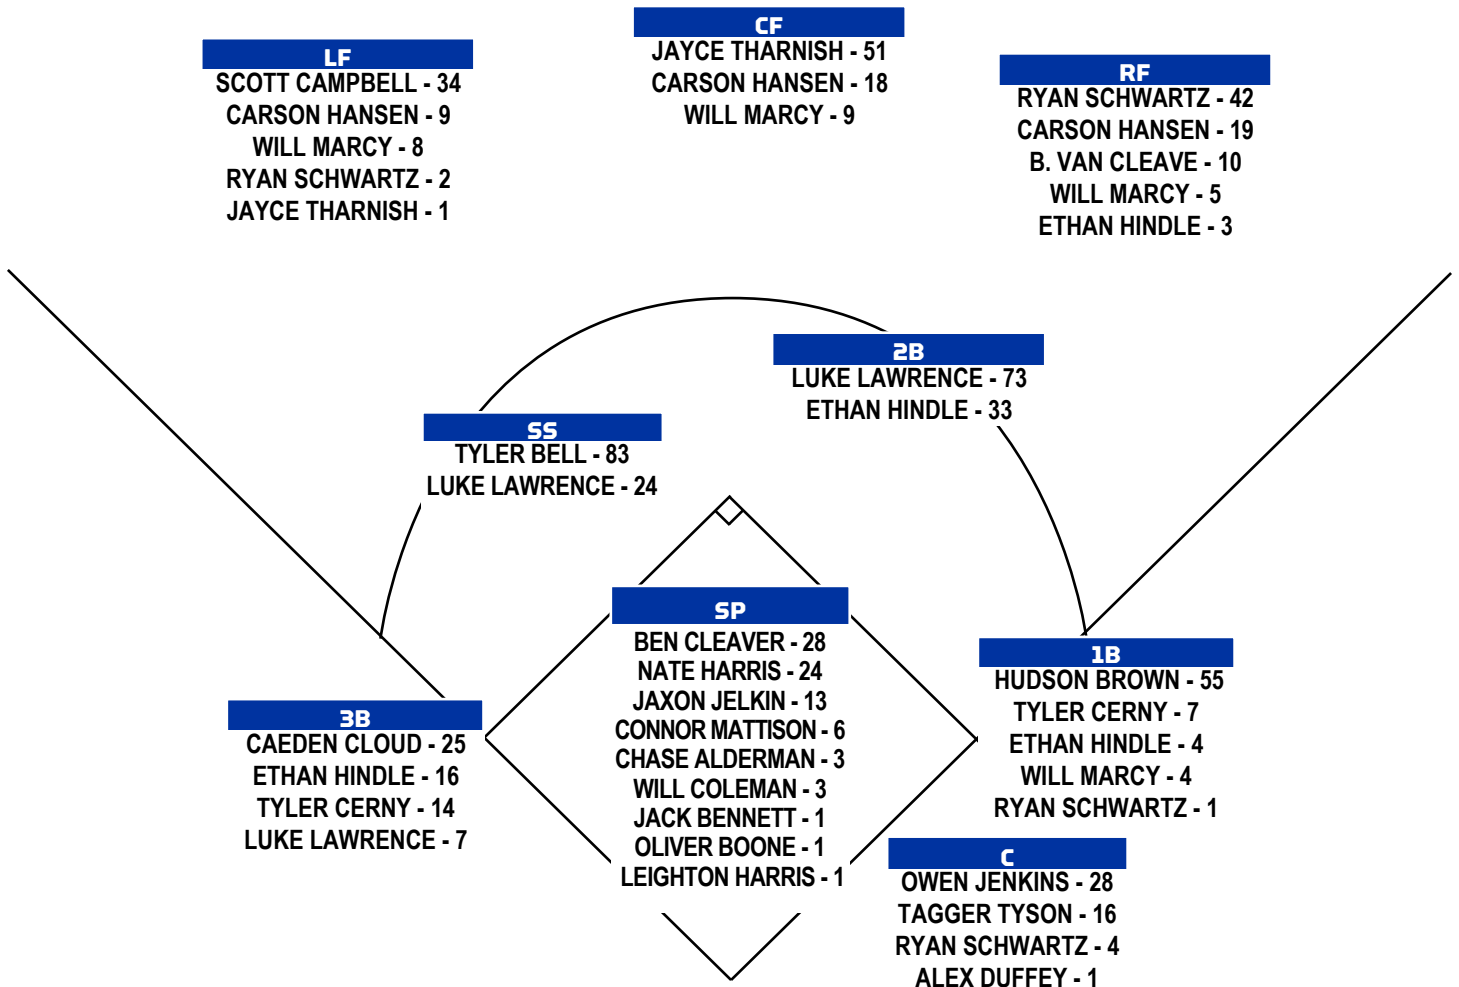 LF
SCOTT CAMPBELL - 34
CARSON HANSEN - 9
WILL MARCY - 8
RYAN SCHWARTZ - 2
JAYCE THARNISH - 1
CF
JAYCE THARNISH - 51
CARSON HANSEN - 18
WILL MARCY - 9
RF
RYAN SCHWARTZ - 42
CARSON HANSEN - 19
B. VAN CLEAVE - 10
WILL MARCY - 5
ETHAN HINDLE - 3
SS
TYLER BELL - 83
LUKE LAWRENCE - 24
2B
LUKE LAWRENCE - 73
ETHAN HINDLE - 33
3B
CAEDEN CLOUD - 25
ETHAN HINDLE - 16
TYLER CERNY - 14
LUKE LAWRENCE - 7
SP
BEN CLEAVER - 28
NATE HARRIS - 24
JAXON JELKIN - 13
CONNOR MATTISON - 6
CHASE ALDERMAN - 3
WILL COLEMAN - 3
JACK BENNETT - 1
OLIVER BOONE - 1
LEIGHTON HARRIS - 1
1B
HUDSON BROWN - 55
TYLER CERNY - 7
ETHAN HINDLE - 4
WILL MARCY - 4
RYAN SCHWARTZ - 1
C
OWEN JENKINS - 28
TAGGER TYSON - 16
RYAN SCHWARTZ - 4
ALEX DUFFEY - 1